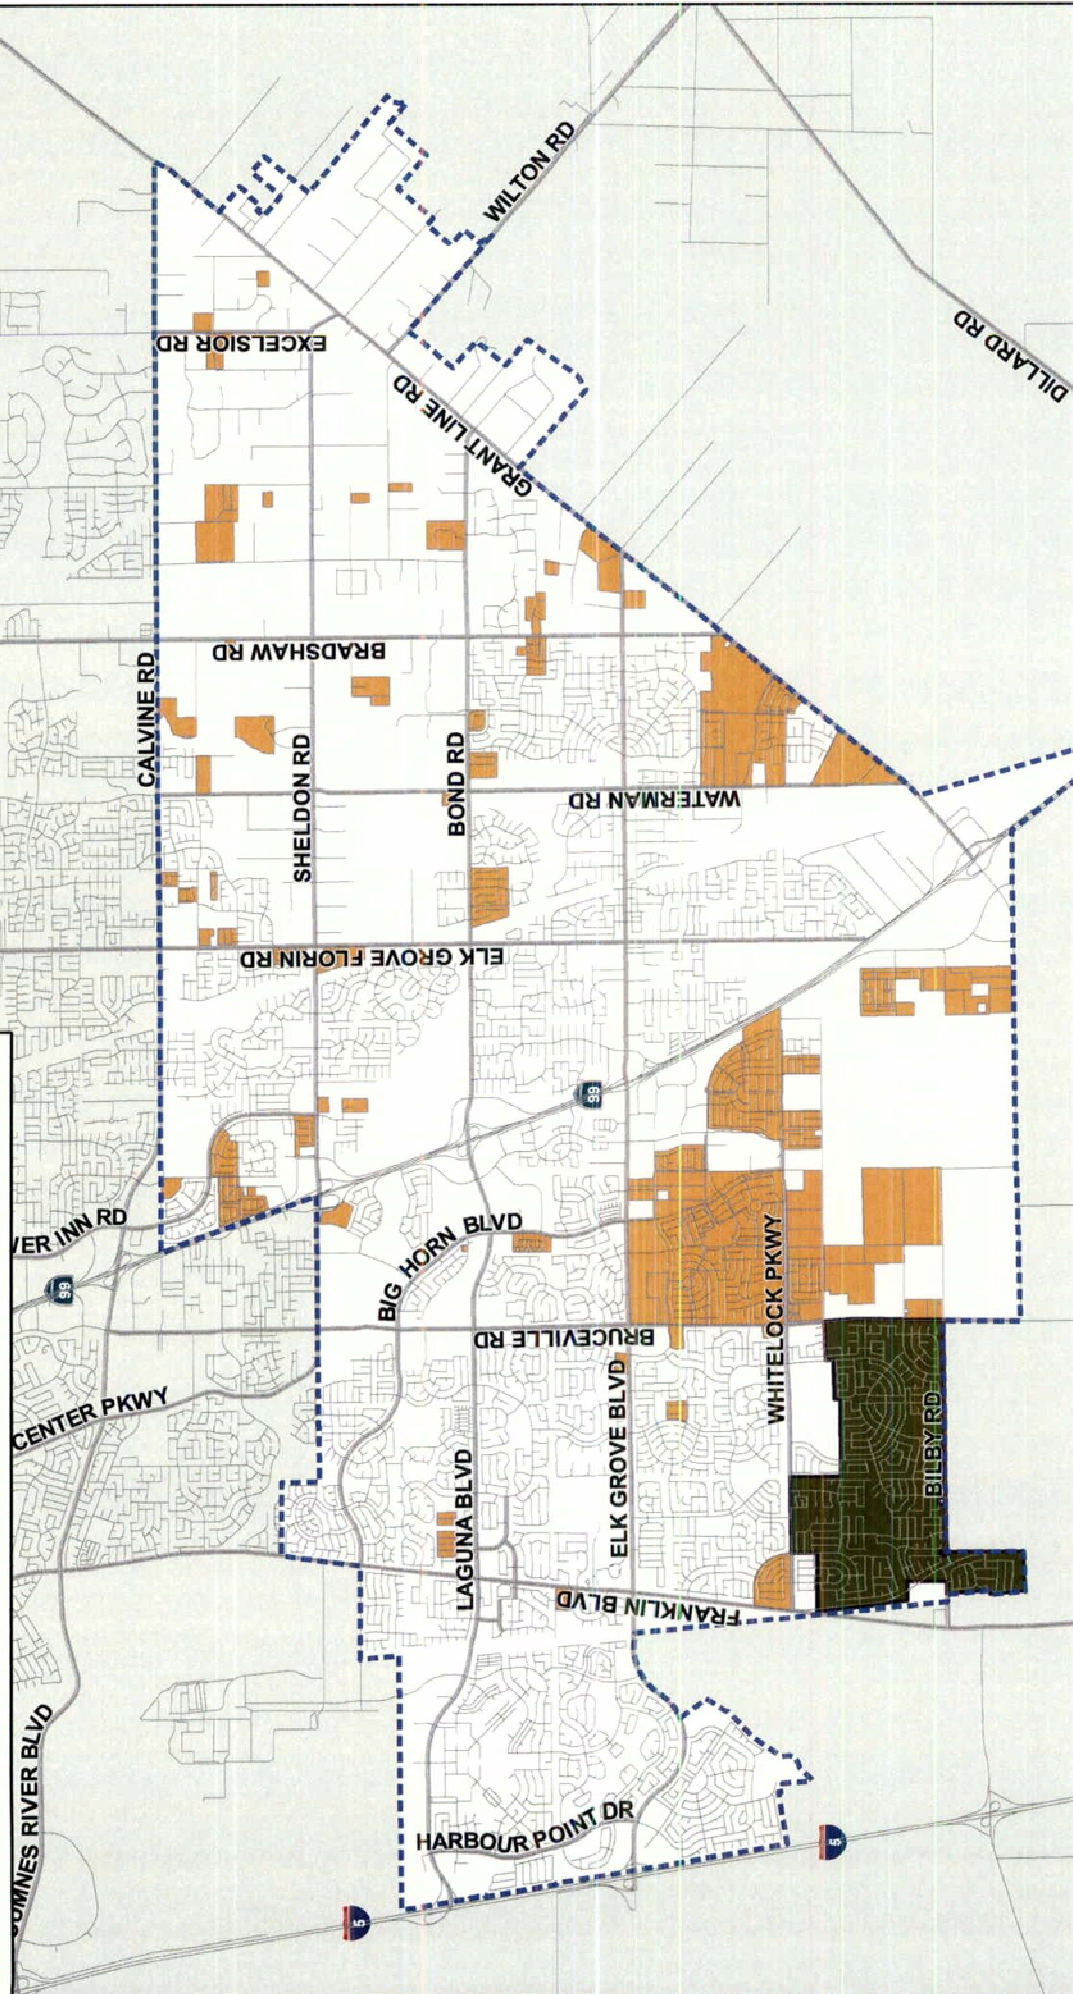 WILTON RD
DILLARD RD
EXCELSIOR RD
GRANT LINE RD
BRADSHAW RD
CALVINE RD
SHELDON RD
BOND RD
WATERMAN RD
ELK GROVE FLORIN RD
99
VER INN RD
99
BIG HORN BLVD
BRUCEVILLE RD
WHITELOCK PKWY
CENTER PKWY
ELK GROVE BLVD
BILBY RD
LAGUNA BLVD
FRANKLIN BLVD
SUMNES RIVER BLVD
HARBOUR POINT DR
5
5